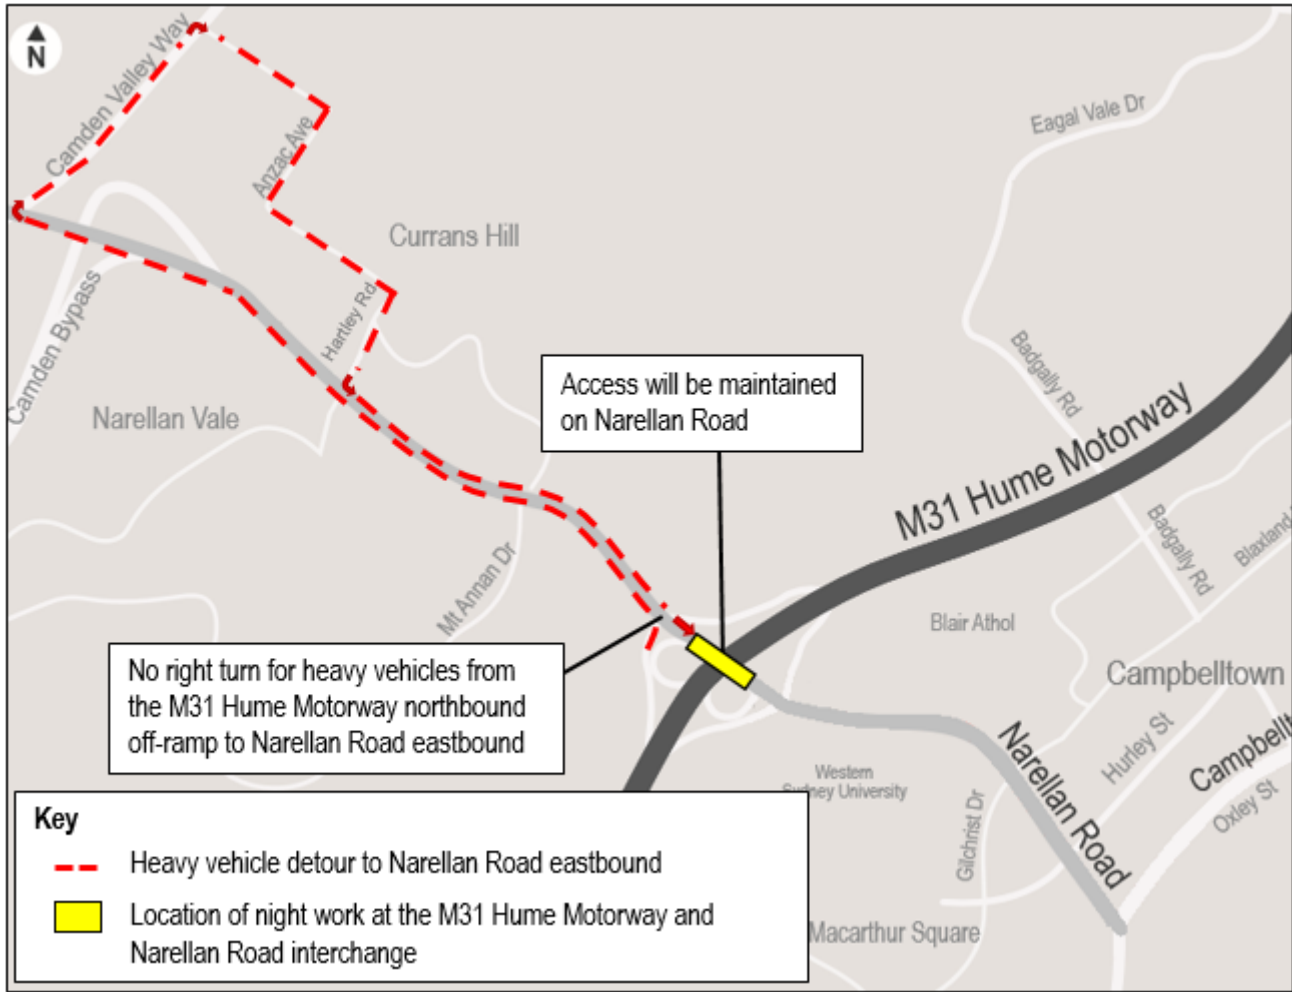 N
Camden Valley Way
Anzac Ave
Eagal Vale Dr
Currans Hill
Hartley Rd
Camden Bypass
Narellan Vale
Badgally Rd
Access will be maintained
on Narellan Road
M31 Hume Motorway
Badgally Rd
Blaxland
Mt Annan Dr
Blair Athol
No right turn for heavy vehicles from
the M31 Hume Motorway northbound
off-ramp to Narellan Road eastbound
Campbelltown
Hurley St
Campbellt
Oxley St
Narellan Road
Western
Sydney University
Gilchrist Dr
Macarthur Square
Key
Heavy vehicle detour to Narellan Road eastbound
Location of night work at the M31 Hume Motorway and
Narellan Road interchange